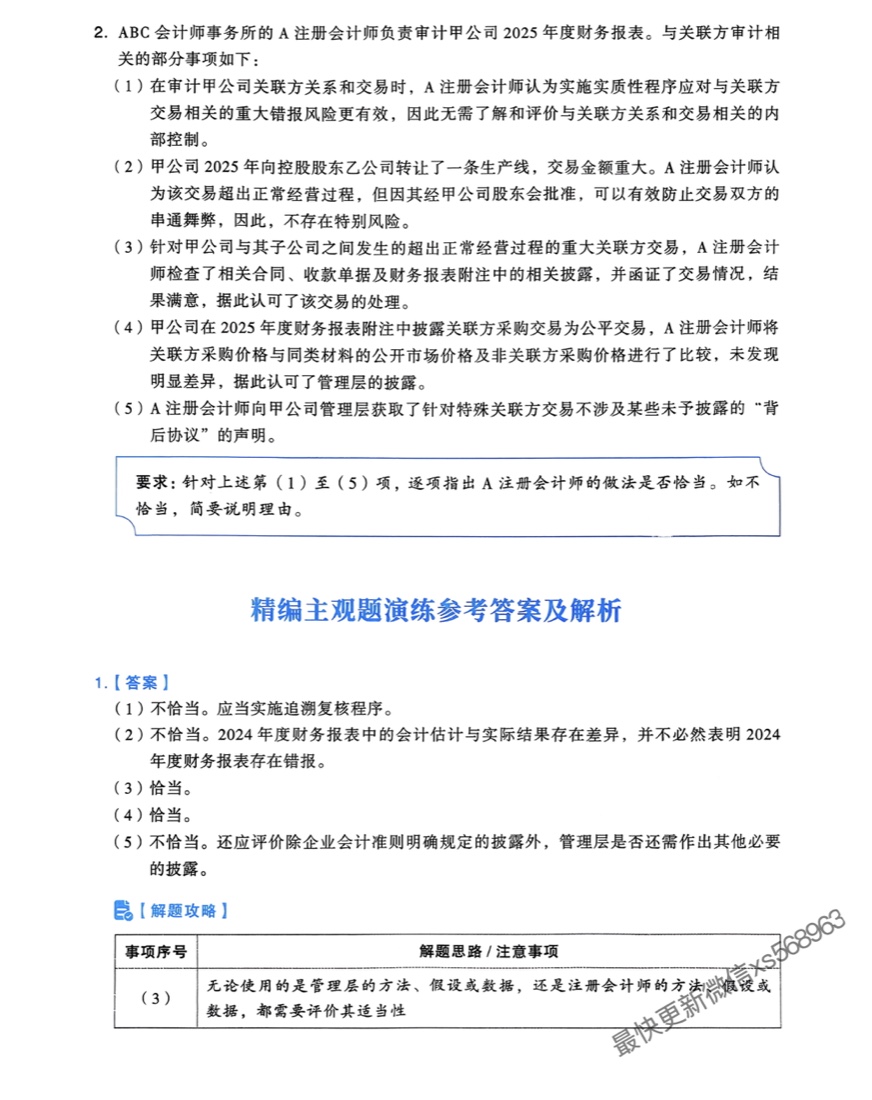 2. ABC 会计师事务所的 A 注册会计师负责审计甲公司 2025 年度财务报表。与关联方审计相
关的部分事项如下：
（1）在审计甲公司关联方关系和交易时，A 注册会计师认为实施实质性程序应对与关联方
交易相关的重大错报风险更有效，因此无需了解和评价与关联方关系和交易相关的内
部控制。
（2）甲公司 2025 年向控股股东乙公司转让了一条生产线，交易金额重大。A 注册会计师认
为该交易超出正常经营过程，但因其经甲公司股东会批准，可以有效防止交易双方的
串通舞弊，因此，不存在特别风险。
（3）针对甲公司与其子公司之间发生的超出正常经营过程的重大关联方交易，A 注册会计
师检查了相关合同、收款单据及财务报表附注中的相关披露，并函证了交易情况，结
果满意，据此认可了该交易的处理。
（4）甲公司在 2025 年度财务报表附注中披露关联方采购交易为公平交易，A 注册会计师将
关联方采购价格与同类材料的公开市场价格及非关联方采购价格进行了比较，未发现
明显差异，据此认可了管理层的披露。
（5）A 注册会计师向甲公司管理层获取了针对特殊关联方交易不涉及某些未予披露的“背
后协议”的声明。
要求：针对上述第（1）至（5）项，逐项指出 A 注册会计师的做法是否恰当。如不
恰当，简要说明理由。
精编主观题演练参考答案及解析
1.【答案】
（1）不恰当。应当实施追溯复核程序。
（2）不恰当。2024 年度财务报表中的会计估计与实际结果存在差异，并不必然表明 2024
年度财务报表存在错报。
（3）恰当。
（4）恰当。
（5）不恰当。还应评价除企业会计准则明确规定的披露外，管理层是否还需作出其他必要
的披露。
【解题攻略】
事项序号 解题思路 / 注意事项
（3） 无论使用的是管理层的方法、假设或数据，还是注册会计师的方法、假设或
数据，都需要评价其适当性
最快更新微信xs568963